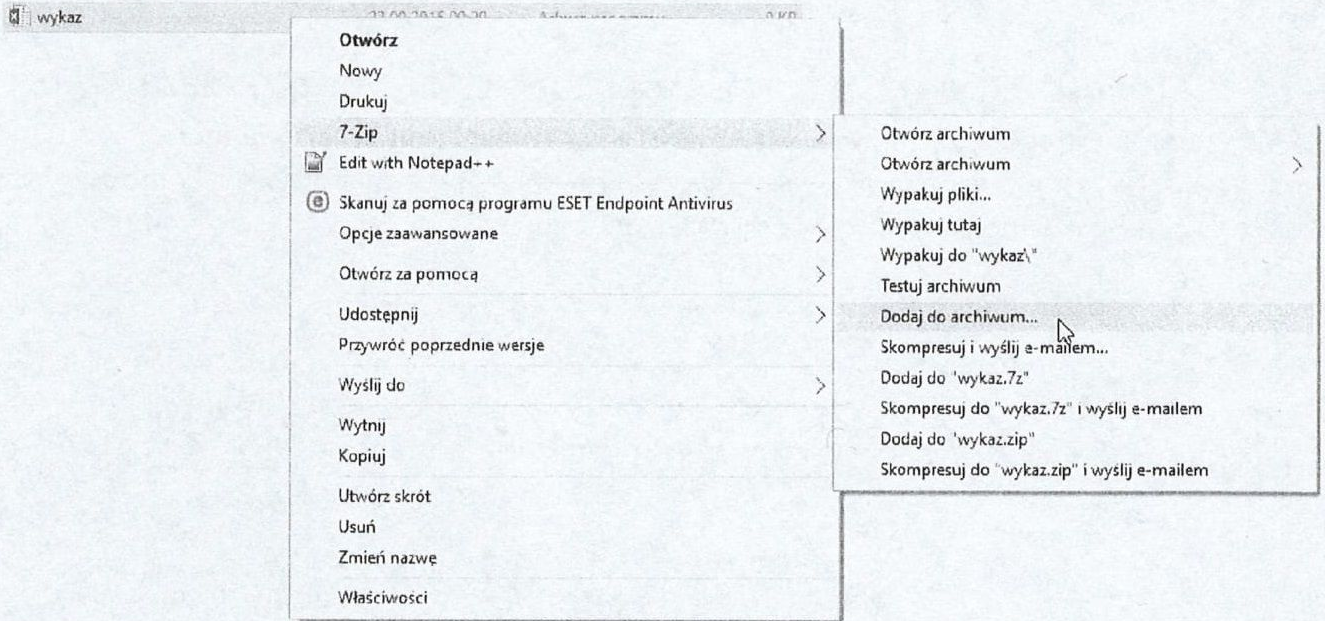 wykaz
Otwórz
Nowy
Drukuj
7-Zip
Edit with Notepad++
Skanuj za pomocą programu ESET Endpoint Antivirus
Opcje zaawansowane
Otwórz za pomocą
Udostępnij
Przywróć poprzednie wersje
Wyślij do
Wytnij
Kopiuj
Utwórz skrót
Usuń
Zmień nazwę
Właściwości
Otwórz archiwum
Otwórz archiwum
Wypakuj pliki...
Wypakuj tutaj
Wypakuj do "wykaz\"
Testuj archiwum
Dodaj do archiwum...
Skompresuj i wyślij e-mailem...
Dodaj do "wykaz.7z"
Skompresuj do "wykaz.7z" i wyślij e-mailem
Dodaj do "wykaz.zip"
Skompresuj do "wykaz.zip" i wyślij e-mailem